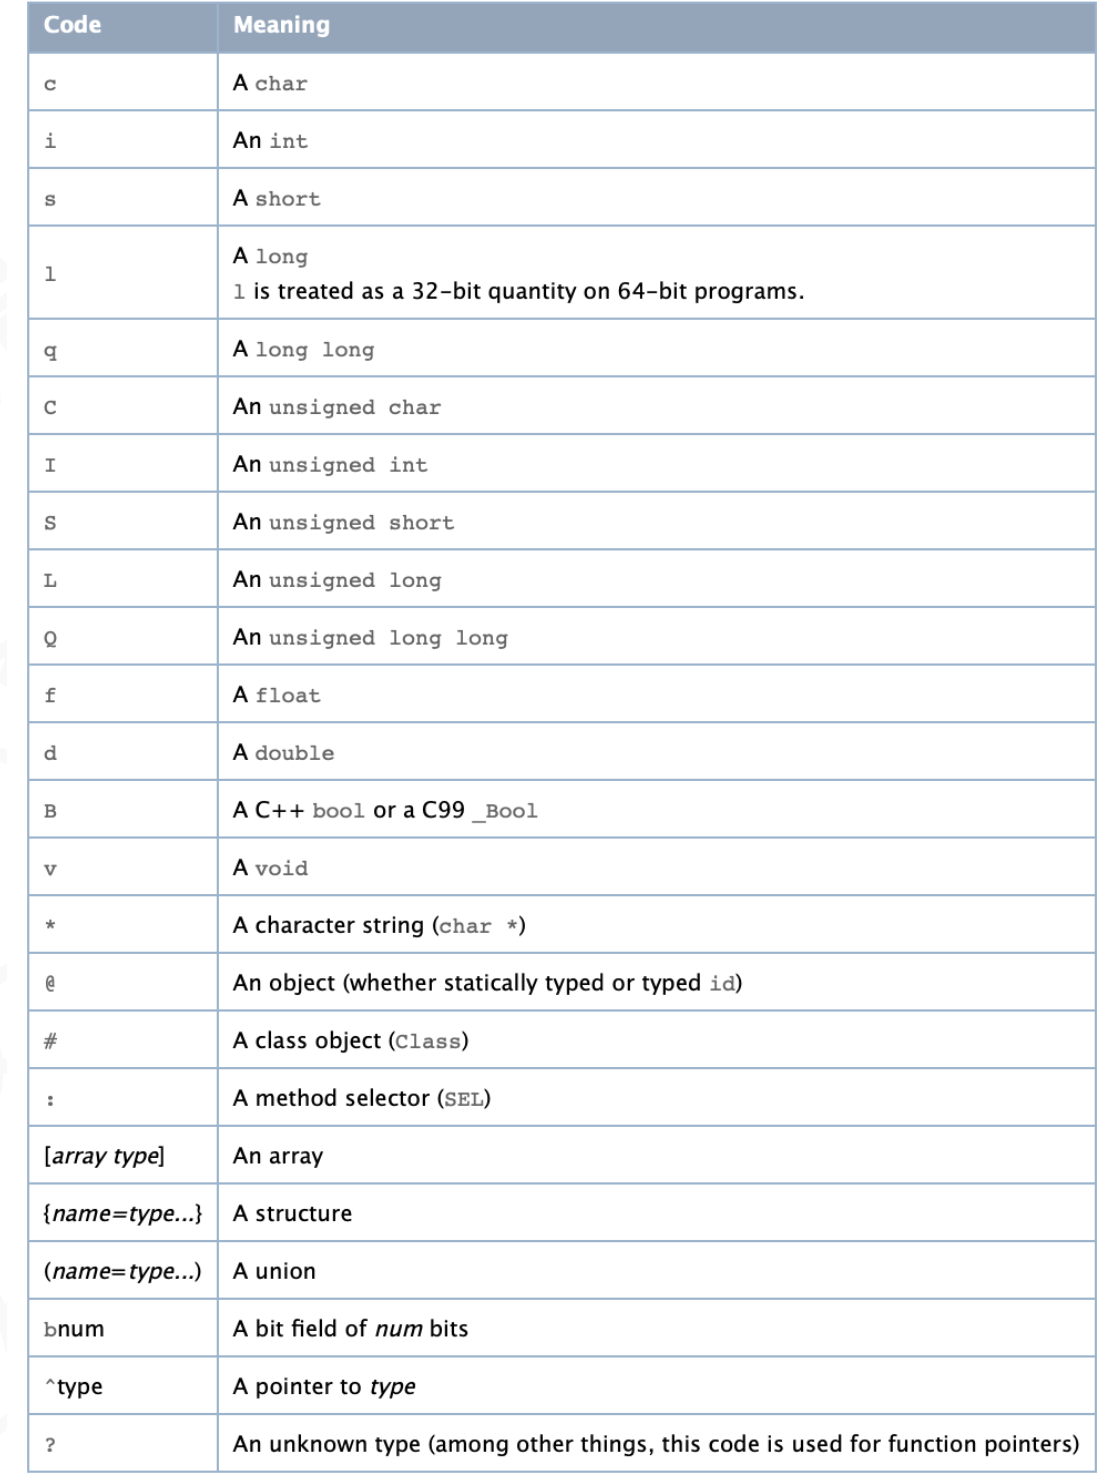 Code Meaning
c A char
i An int
s A short
l A long
l is treated as a 32-bit quantity on 64-bit programs.
q A long long
C An unsigned char
I An unsigned int
S An unsigned short
L An unsigned long
Q An unsigned long long
f A float
d A double
B A C++ bool or a C99 _Bool
v A void
* A character string (char *)
@ An object (whether statically typed or typed id)
# A class object (Class)
: A method selector (SEL)
[array type] An array
{name=type...} A structure
(name=type...) A union
bnum A bit field of num bits
^type A pointer to type
? An unknown type (among other things, this code is used for function pointers)